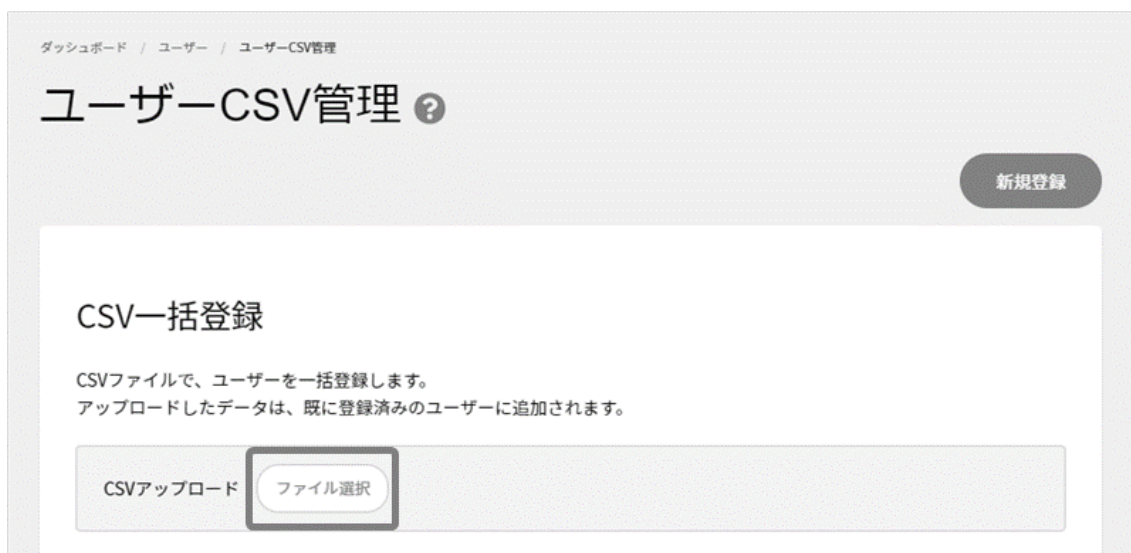 ダッシュボード / ユーザー / ユーザーCSV管理
ユーザーCSV管理 ?
新規登録
CSV一括登録
CSVファイルで、ユーザーを一括登録します。
アップロードしたデータは、既に登録済みのユーザーに追加されます。
CSVアップロード ファイル選択